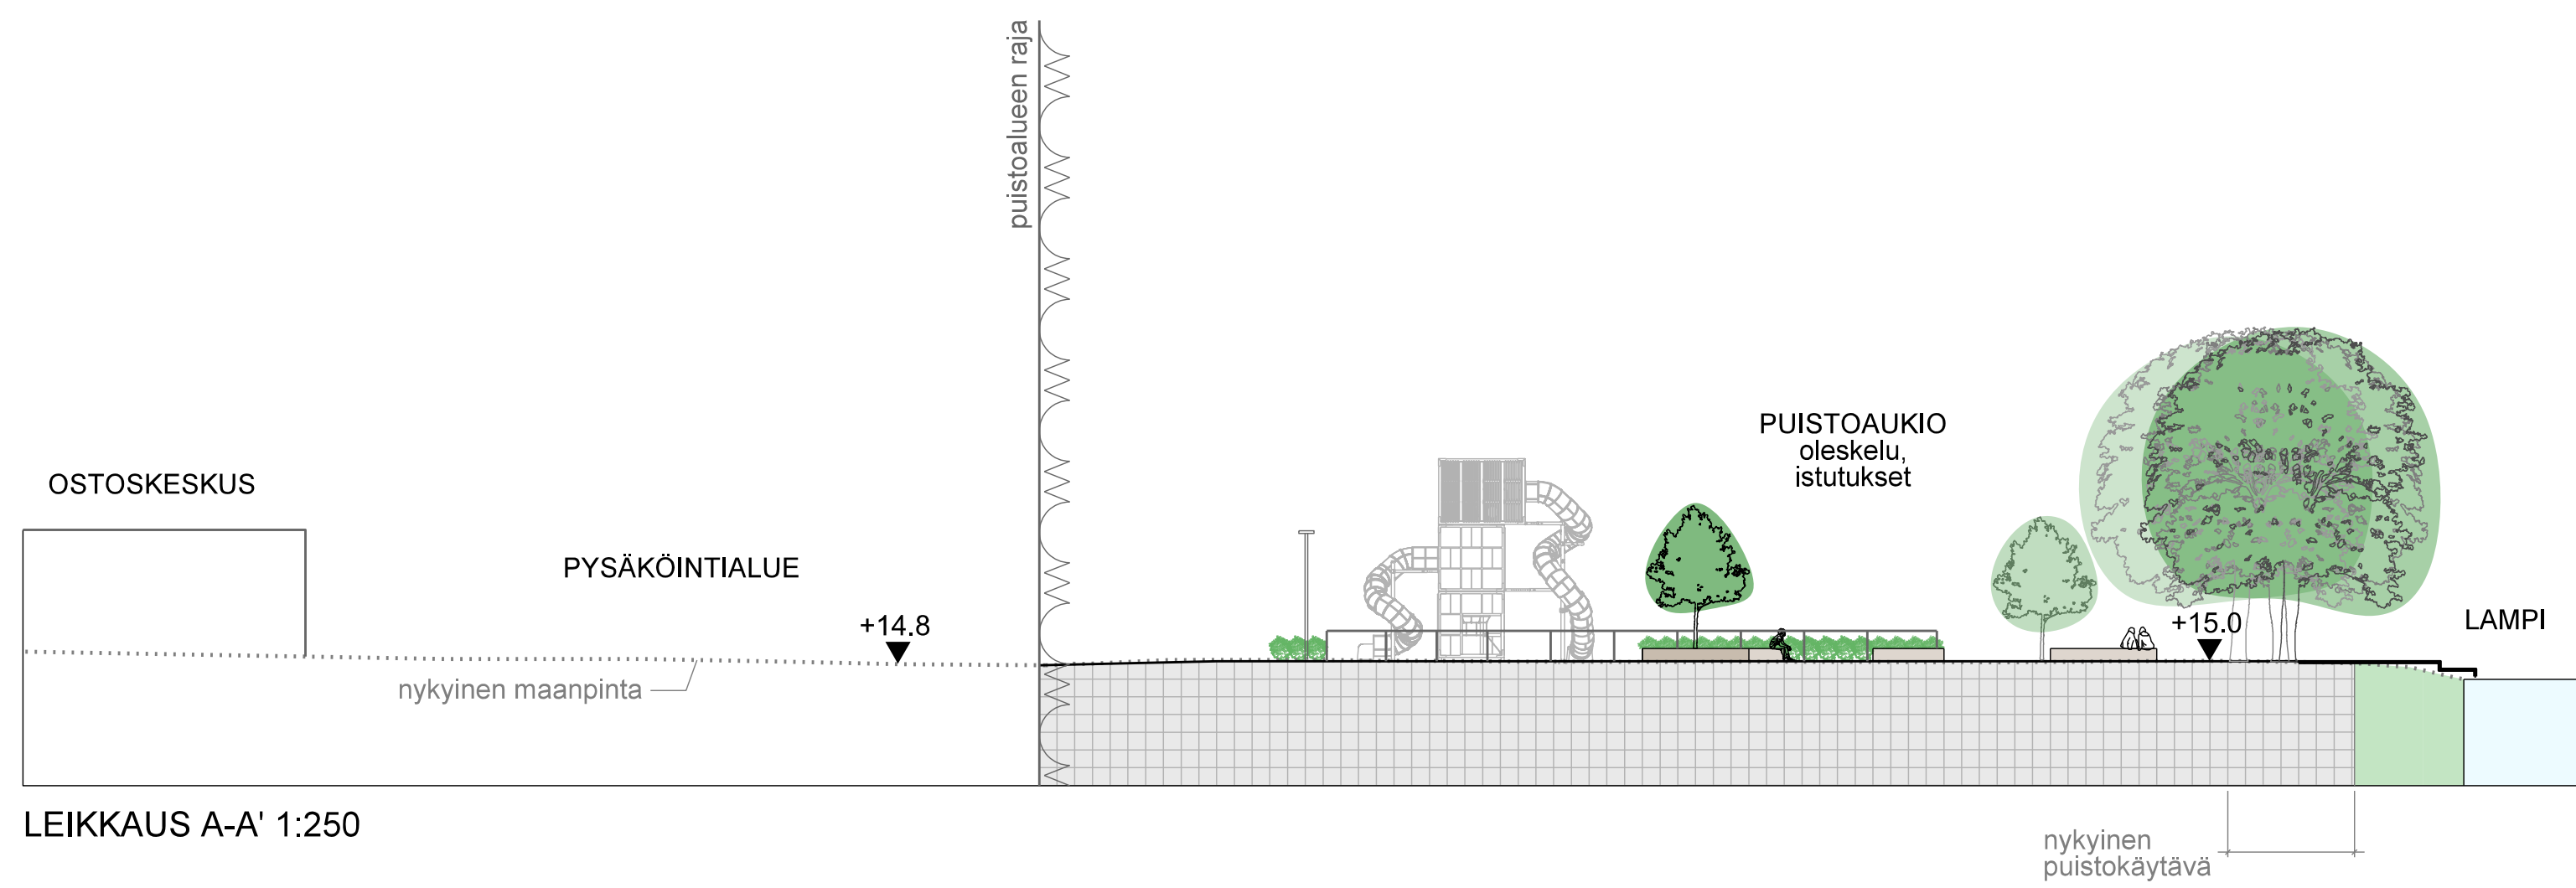 puistoalueen raja
OSTOSKESKUS
PYSÄKÖINTIALUE
+14.8
nykyinen maanpinta
PUISTOAUKIO
oleskelu,
istutukset
+15.0
LAMPI
LEIKKAUS A-A' 1:250
nykyinen
puistokäytävä